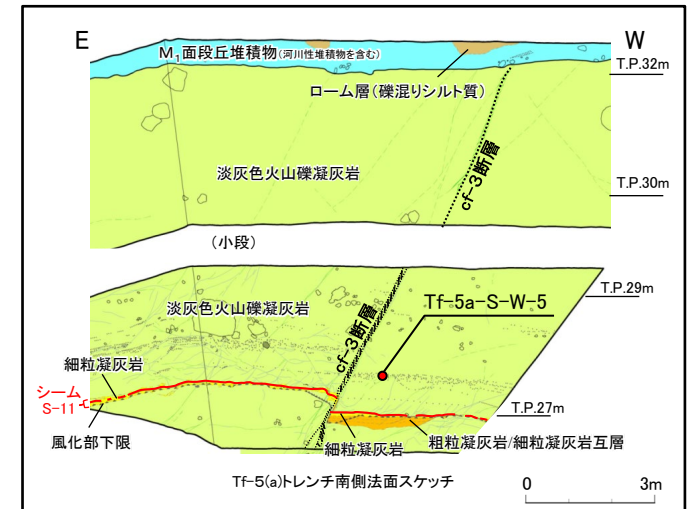 E
W
M₁面段丘堆積物(河川性堆積物を含む)
T.P.32m
ローム層(礫混りシルト質)
cf-3断層
淡灰色火山礫凝灰岩
T.P.30m
(小段)
T.P.29m
淡灰色火山礫凝灰岩
Tf-5a-S-W-5
cf-3断層
細粒凝灰岩
シーム
S-11
T.P.27m
風化部下限
細粒凝灰岩
粗粒凝灰岩/細粒凝灰岩互層
Tf-5(a)トレンチ南側法面スケッチ
0
3m